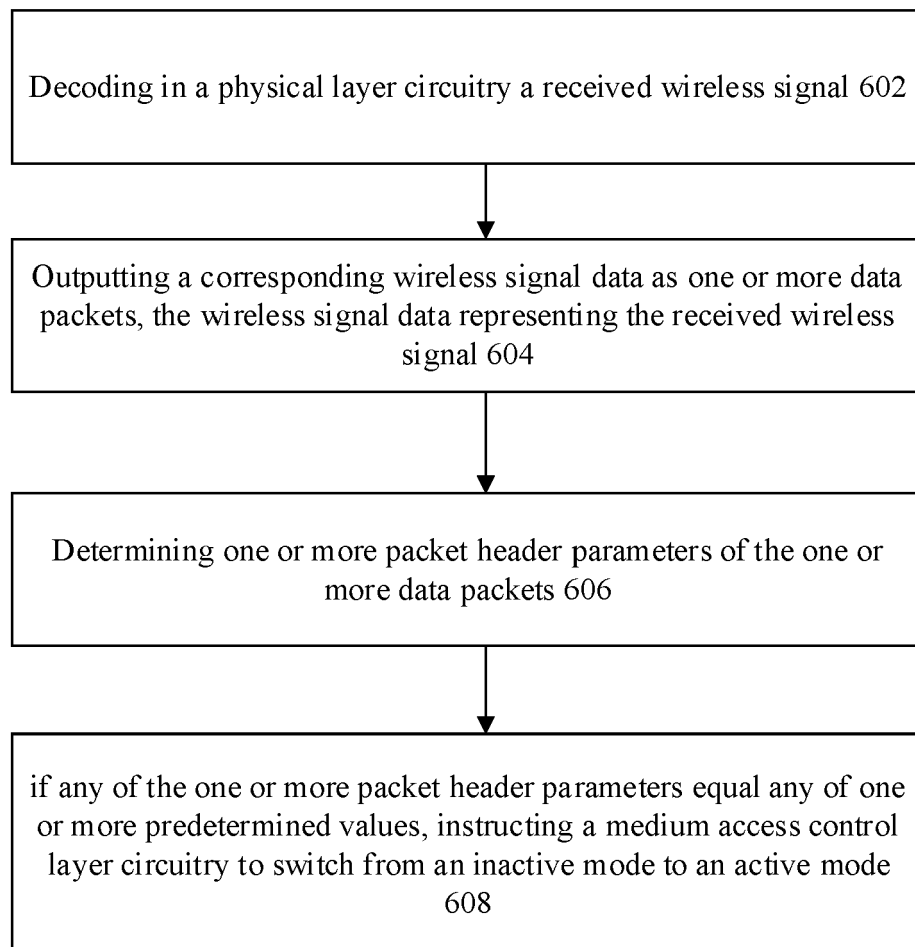 Decoding in a physical layer circuitry a received wireless signal 602
Outputting a corresponding wireless signal data as one or more data
packets, the wireless signal data representing the received wireless
signal 604
Determining one or more packet header parameters of the one or
more data packets 606
if any of the one or more packet header parameters equal any of one
or more predetermined values, instructing a medium access control
layer circuitry to switch from an inactive mode to an active mode
608